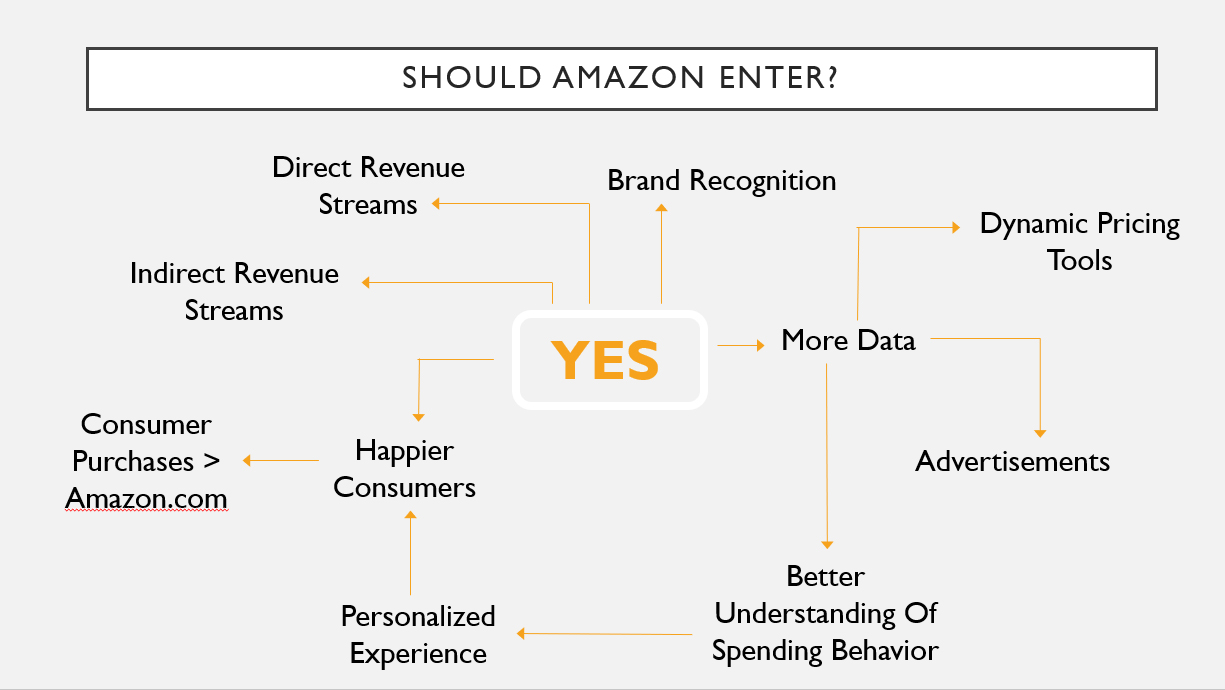 SHOULD AMAZON ENTER?
Direct Revenue
Streams
Brand Recognition
Dynamic Pricing
Tools
Indirect Revenue
Streams
YES
More Data
Consumer
Purchases >
Amazon.com
Happier
Consumers
Advertisements
Better
Understanding Of
Spending Behavior
Personalized
Experience